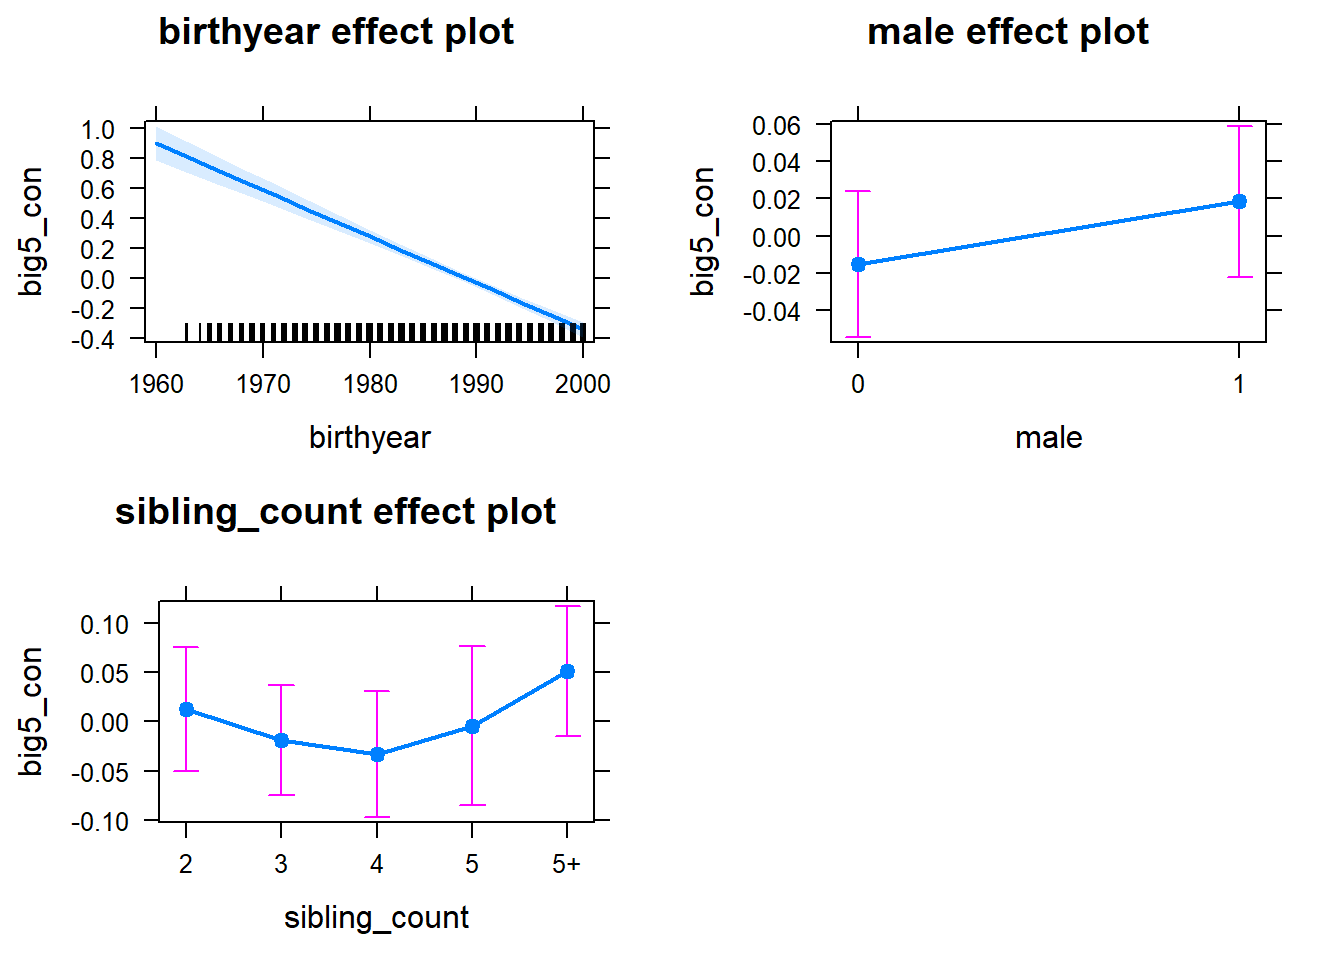 birthyear effect plot
big5_con
1.0
0.8
0.6
0.4
0.2
0.0
-0.2
-0.4
1960 1970 1980 1990 2000
birthyear
male effect plot
big5_con
0.06
0.04
0.02
0.00
-0.02
-0.04
0 1
male
sibling_count effect plot
big5_con
0.10
0.05
0.00
-0.05
-0.10
2 3 4 5 5+
sibling_count